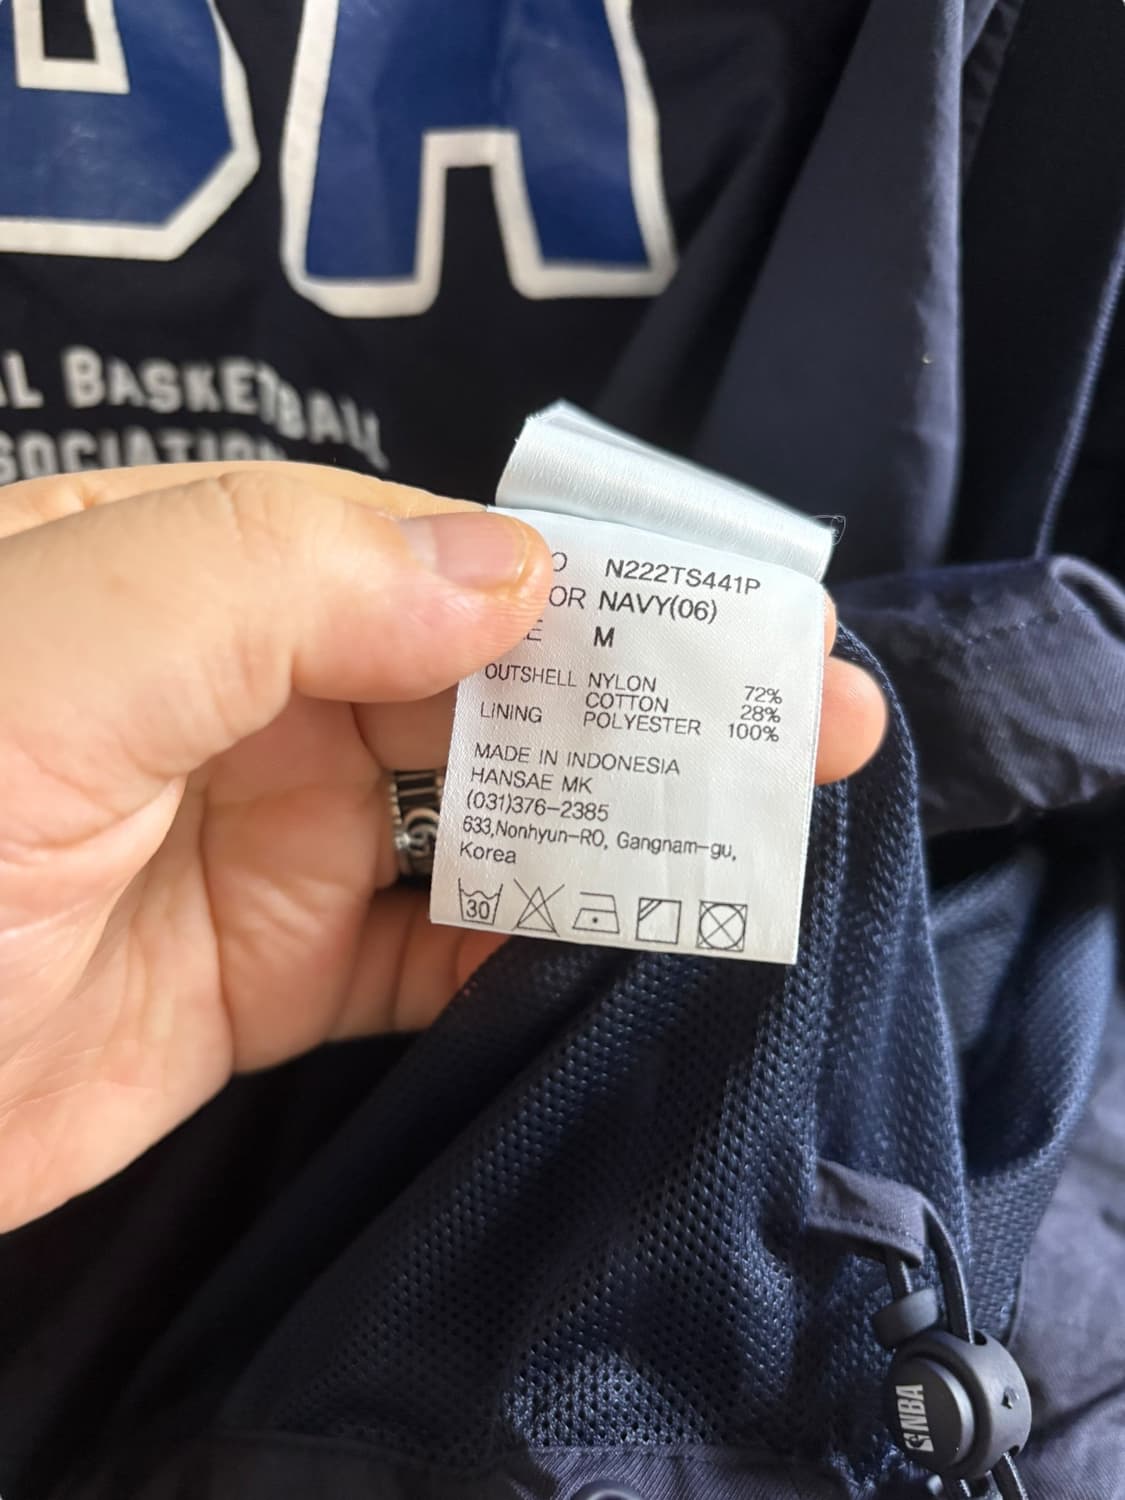 BA
AL BASKETBALL
SOCIATION
O N222TS441P
OR NAVY(06)
E M
OUTSHELL NYLON 72%
COTTON 28%
LINING POLYESTER 100%
MADE IN INDONESIA
HANSAE MK
(031)376-2385
633,Nonhyun-RO, Gangnam-gu,
Korea
30
NBA